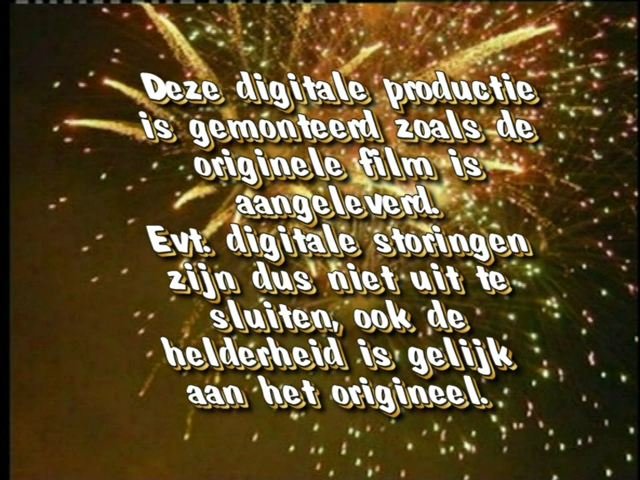 Deze digitale productie
is gemonteerd zoals de
originele film is
aangeleverd.
Evt. digitale storingen
zijn dus niet uit te
sluiten, ook de
helderheid is gelijk
aan het origineel.